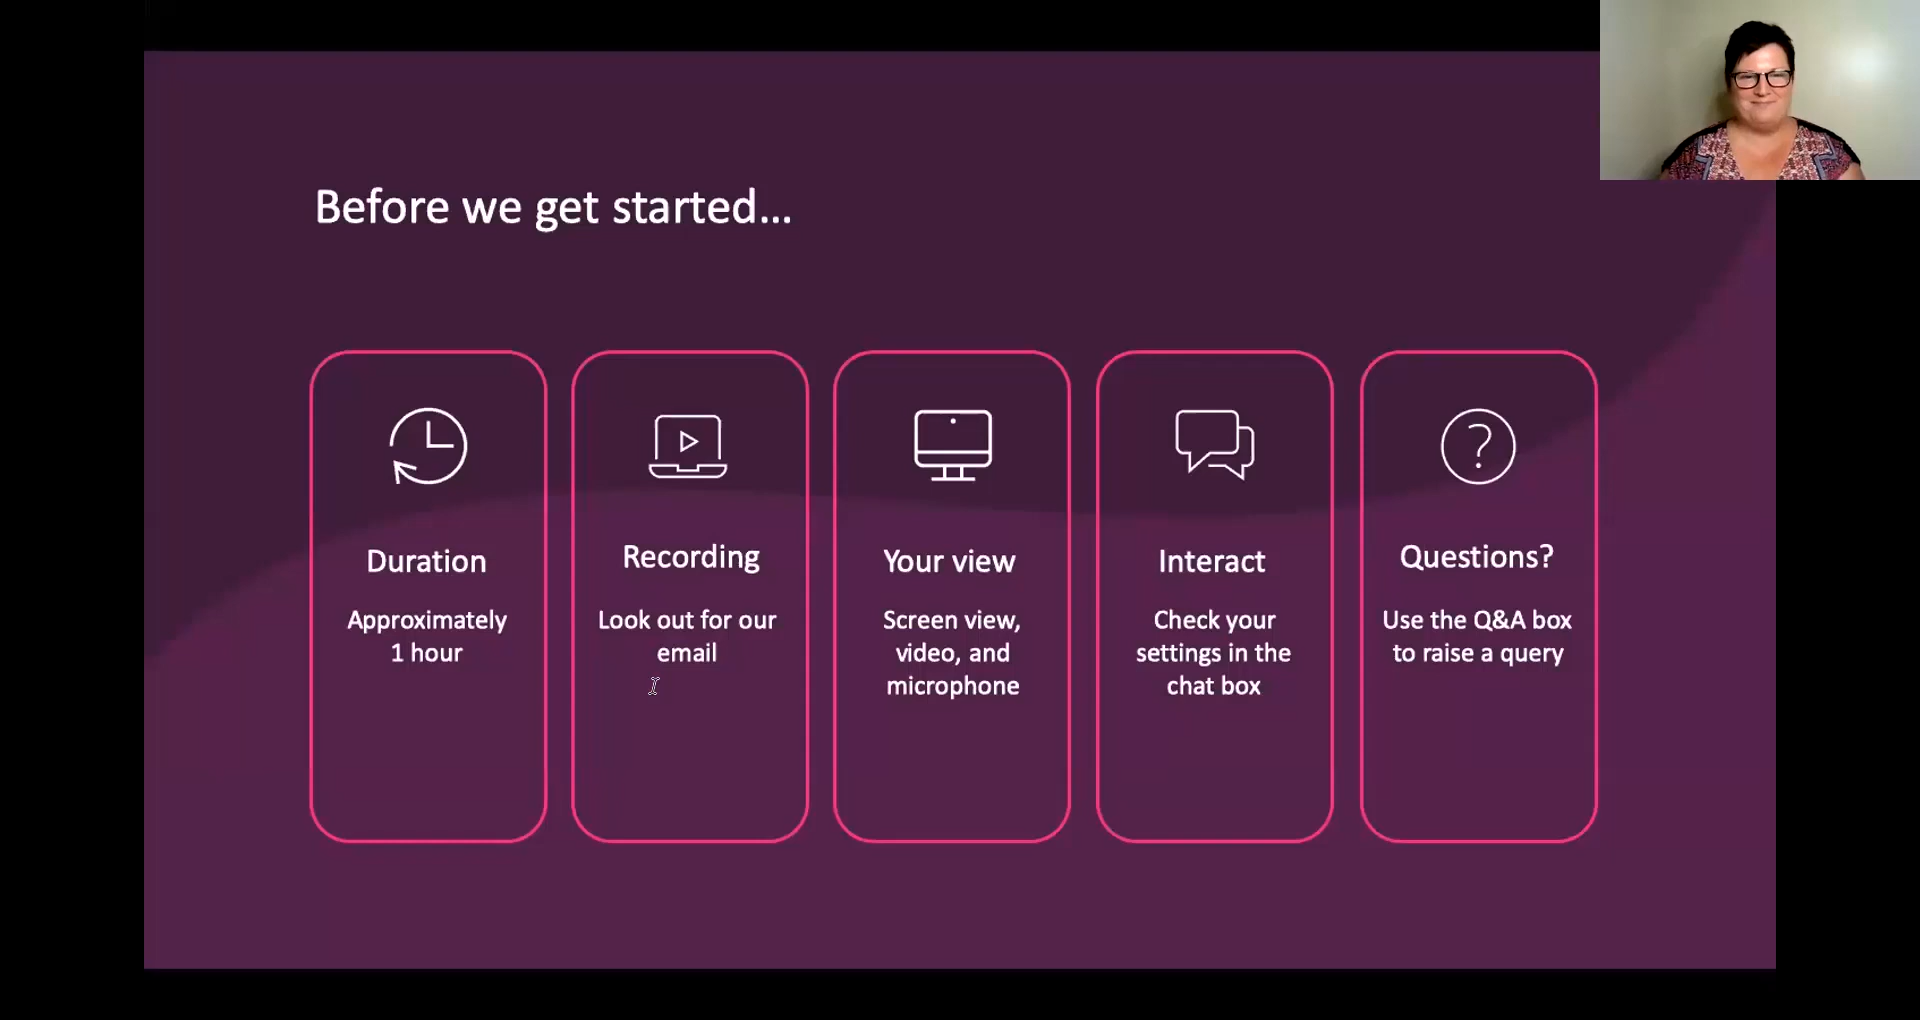 Before we get started...
Duration
Approximately
1 hour
Recording
Look out for our
email
Your view
Screen view,
video, and
microphone
Interact
Check your
settings in the
chat box
?
Questions?
Use the Q&A box
to raise a query